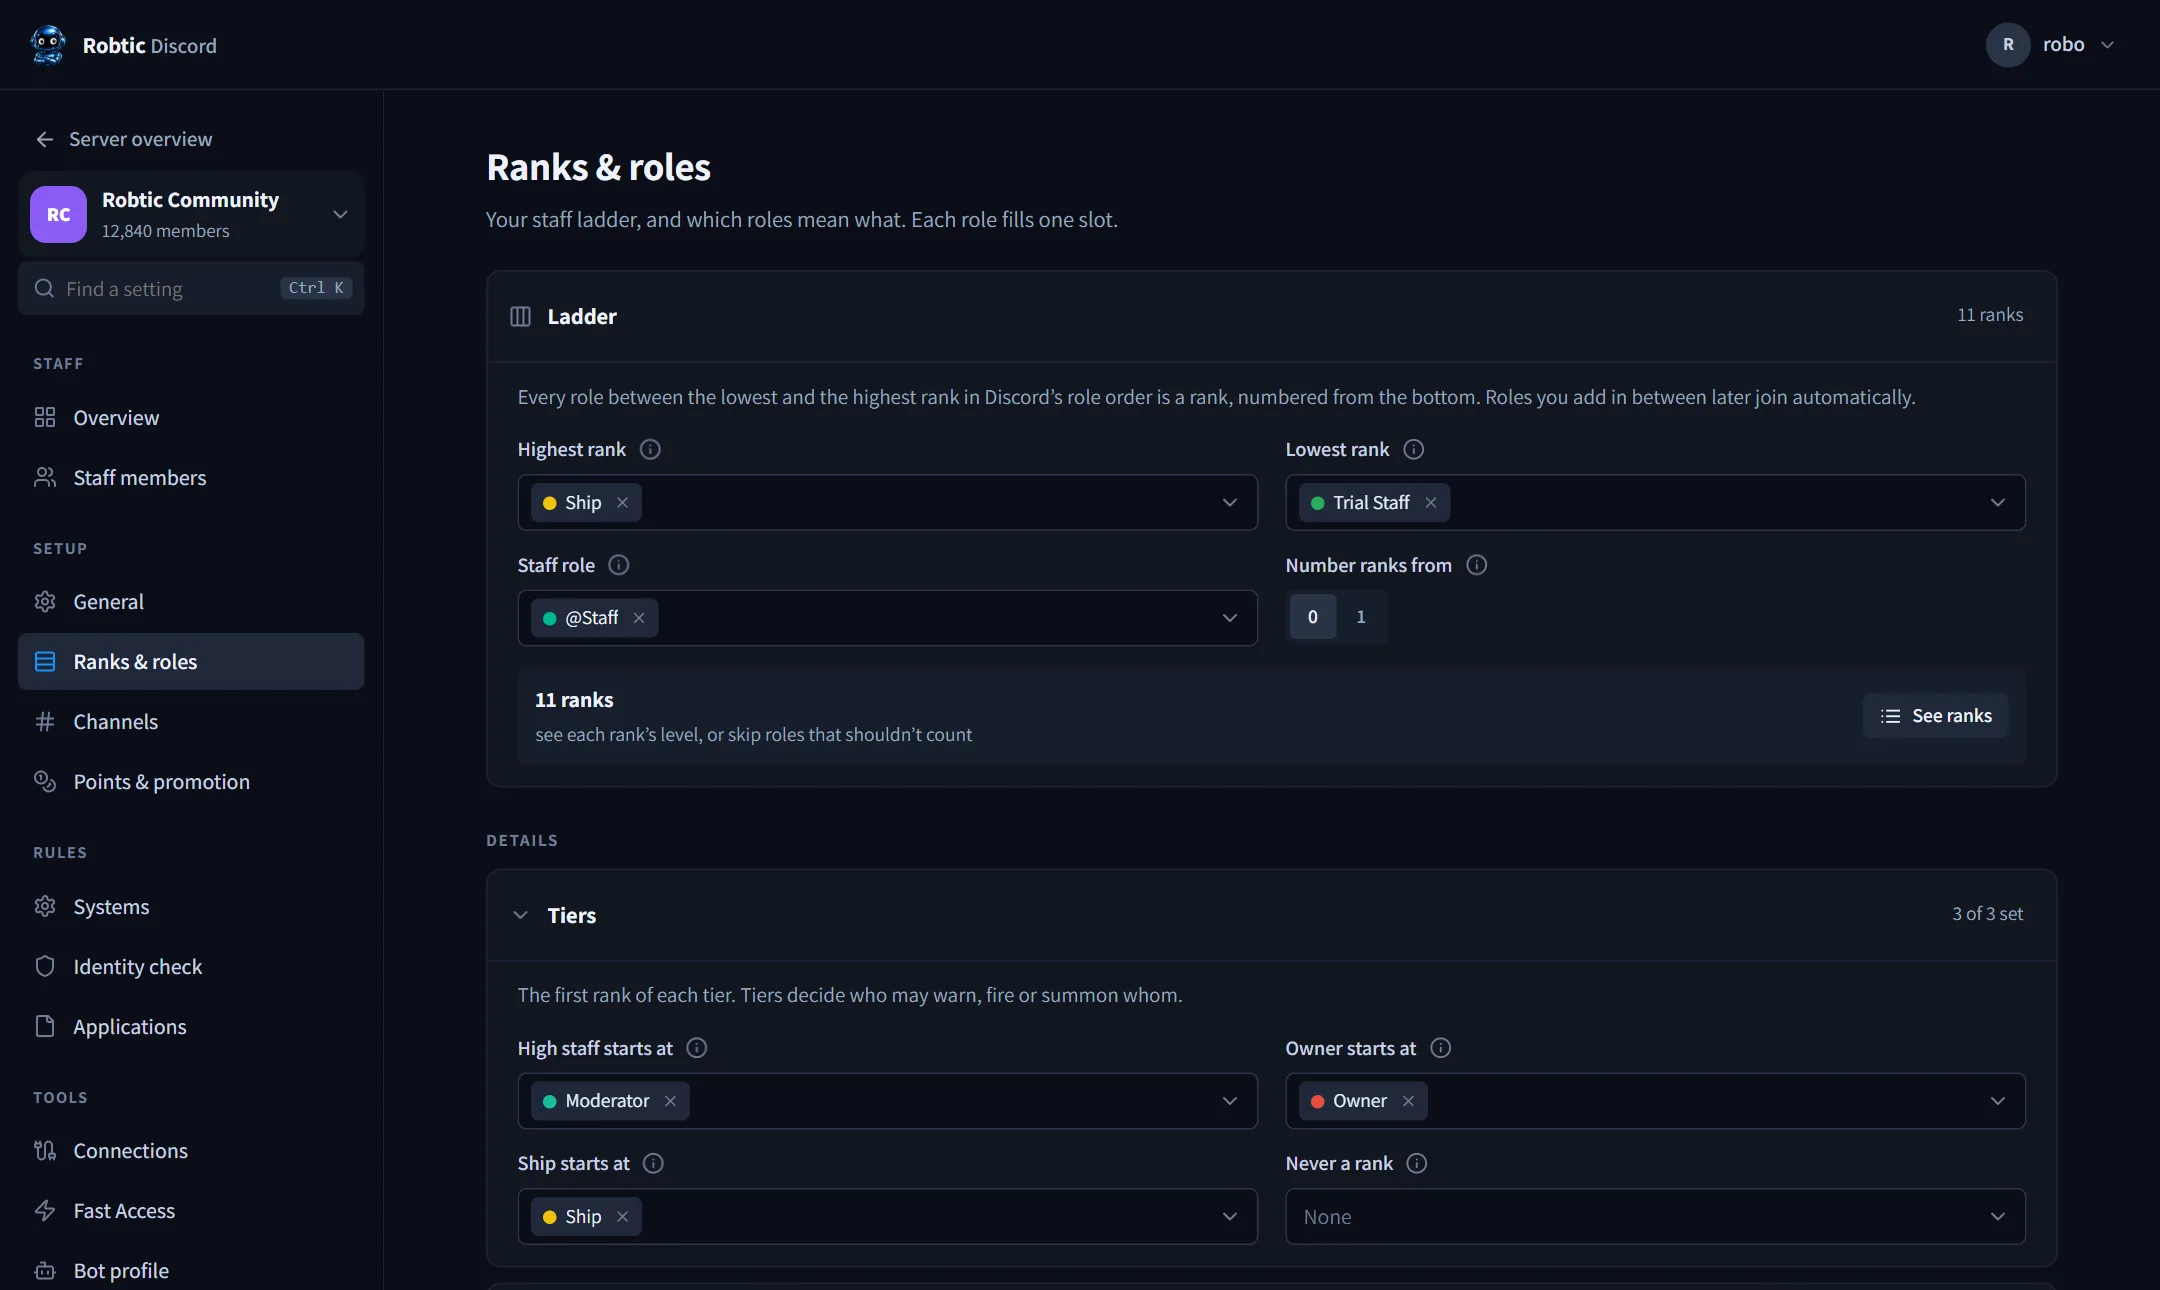 Robtic Discord
R
robo
Server overview
RC
Robtic Community
12,840 members
Find a setting
Ctrl K
STAFF
Overview
Staff members
SETUP
General
Ranks & roles
Channels
Points & promotion
RULES
Systems
Identity check
Applications
TOOLS
Connections
Fast Access
Bot profile
Ranks & roles
Your staff ladder, and which roles mean what. Each role fills one slot.
Ladder
11 ranks
Every role between the lowest and the highest rank in Discord’s role order is a rank, numbered from the bottom. Roles you add in between later join automatically.
Highest rank
Lowest rank
Ship
Trial Staff
Staff role
Number ranks from
@Staff
0
1
11 ranks
see each rank’s level, or skip roles that shouldn’t count
See ranks
DETAILS
Tiers
3 of 3 set
The first rank of each tier. Tiers decide who may warn, fire or summon whom.
High staff starts at
Owner starts at
Moderator
Owner
Ship starts at
Never a rank
Ship
None